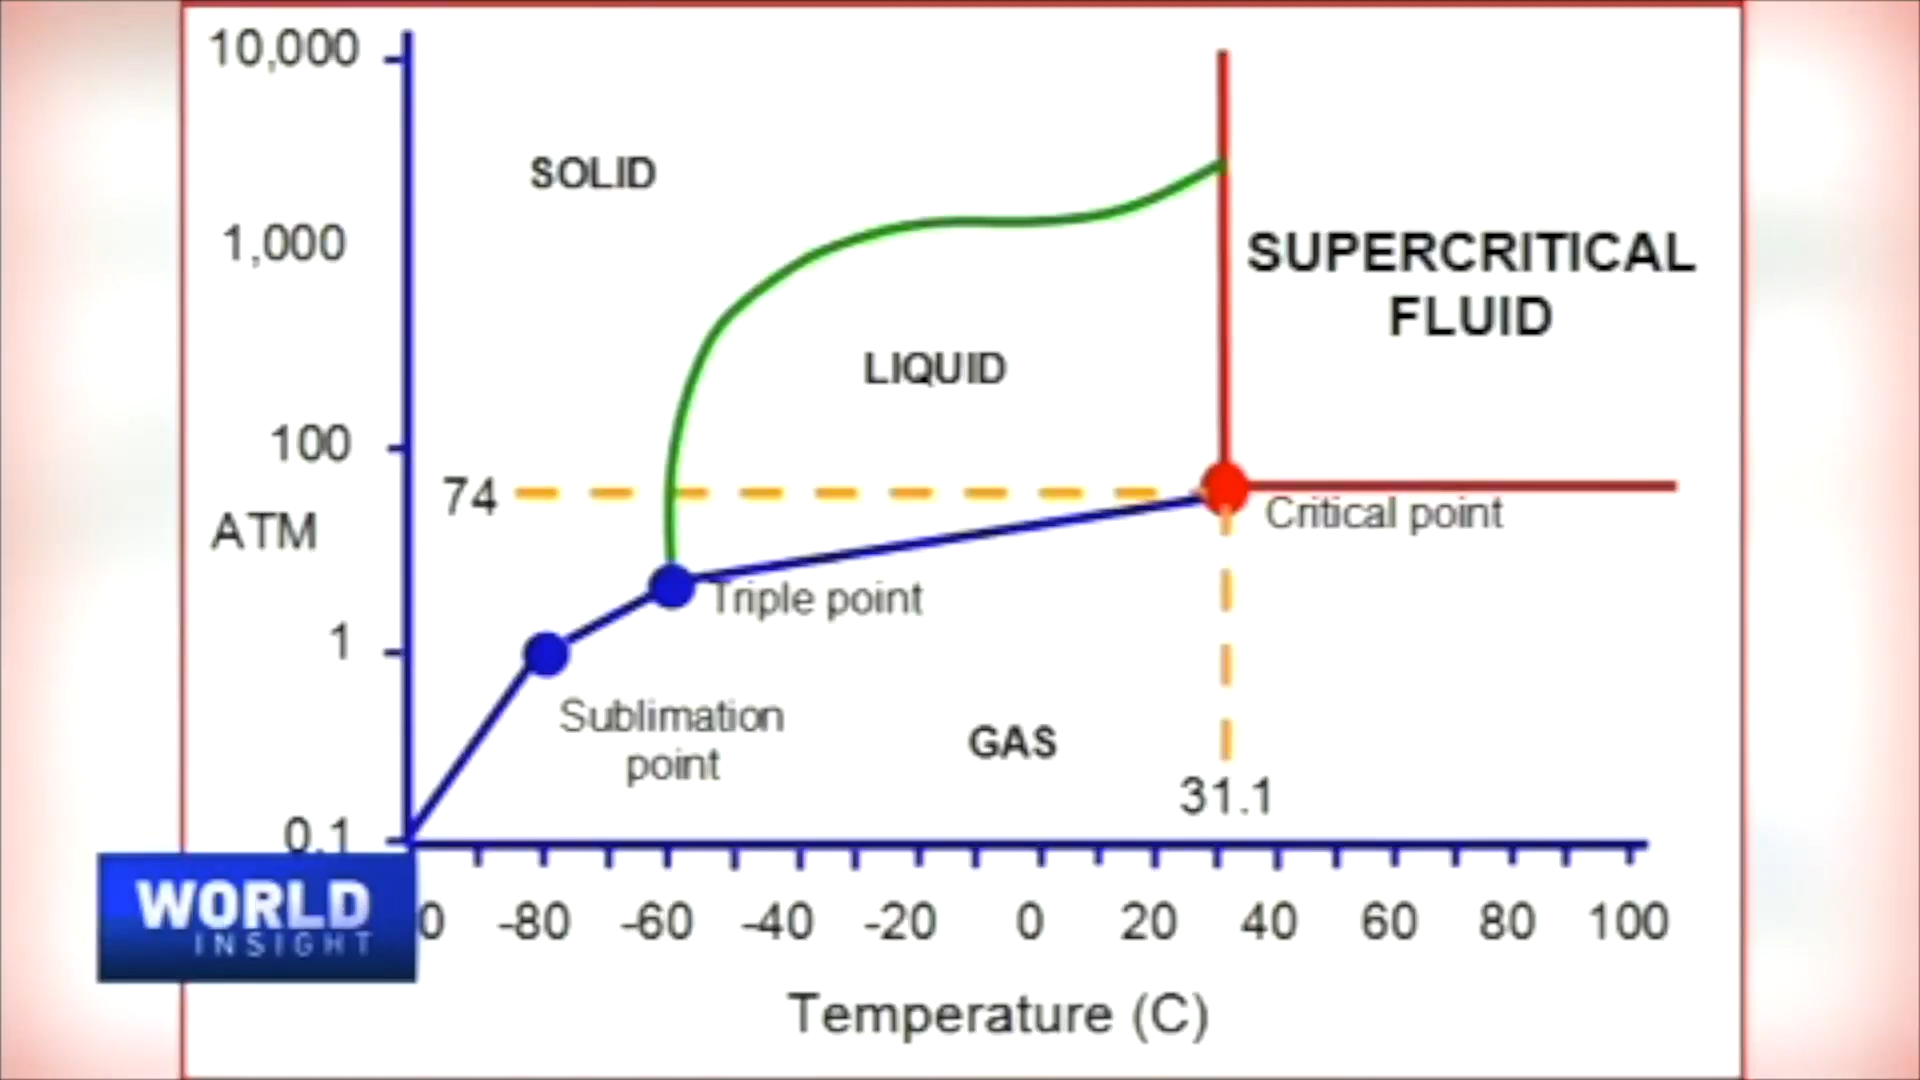 10,000
SOLID
1,000
SUPERCRITICAL
FLUID
LIQUID
100
74
Critical point
ATM
Triple point
1
Sublimation
point
GAS
31.1
0.1
WORLD
INSIGHT
0 -80 -60 -40 -20 0 20 40 60 80 100
Temperature (C)